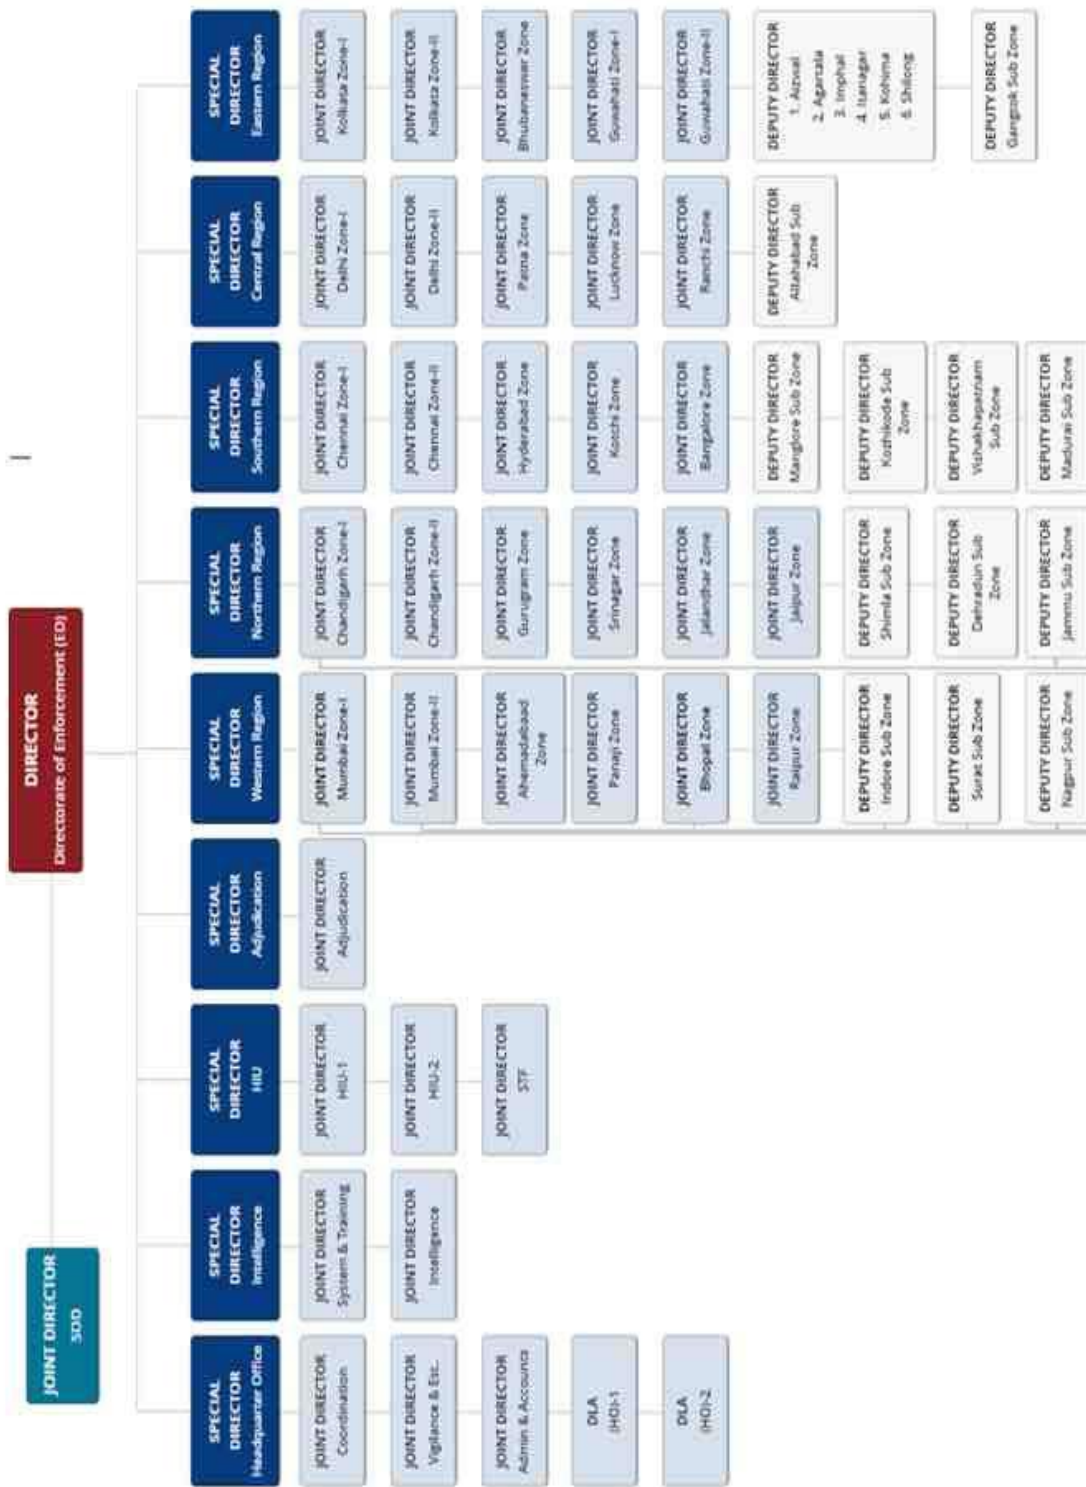 DIRECTOR
Directorate of Enforcement (ED)
JOINT DIRECTOR
SDD
SPECIAL
DIRECTOR
Headquarter Office
JOINT DIRECTOR
Coordination
JOINT DIRECTOR
Vigilance & Esc.
JOINT DIRECTOR
Admin & Accounts
DLA
(HO)-1
DLA
(HO)-2
SPECIAL
DIRECTOR
Intelligence
JOINT DIRECTOR
System & Training
JOINT DIRECTOR
Intelligence
SPECIAL
DIRECTOR
HIU
JOINT DIRECTOR
HIU-1
JOINT DIRECTOR
HIU-2
JOINT DIRECTOR
STF
SPECIAL
DIRECTOR
Adjudication
JOINT DIRECTOR
Adjudication
SPECIAL
DIRECTOR
Western Region
JOINT DIRECTOR
Mumbai Zone-I
JOINT DIRECTOR
Mumbai Zone-II
JOINT DIRECTOR
Ahemadabaad
Zone
JOINT DIRECTOR
Panaji Zone
JOINT DIRECTOR
Bhopal Zone
JOINT DIRECTOR
Raipur Zone
DEPUTY DIRECTOR
Indore Sub Zone
DEPUTY DIRECTOR
Surat Sub Zone
DEPUTY DIRECTOR
Nagpur Sub Zone
SPECIAL
DIRECTOR
Northern Region
JOINT DIRECTOR
Chandigarh Zone-I
JOINT DIRECTOR
Chandigarh Zone-II
JOINT DIRECTOR
Gurugram Zone
JOINT DIRECTOR
Srinagar Zone
JOINT DIRECTOR
Jalandhar Zone
JOINT DIRECTOR
Jaipur Zone
DEPUTY DIRECTOR
Shimla Sub Zone
DEPUTY DIRECTOR
Dehradun Sub
Zone
DEPUTY DIRECTOR
Jammu Sub Zone
SPECIAL
DIRECTOR
Southern Region
JOINT DIRECTOR
Chennai Zone-I
JOINT DIRECTOR
Chennai Zone-II
JOINT DIRECTOR
Hyderabad Zone
JOINT DIRECTOR
Kochi Zone
JOINT DIRECTOR
Bangalore Zone
DEPUTY DIRECTOR
Manglore Sub Zone
DEPUTY DIRECTOR
Kozhikode Sub
Zone
DEPUTY DIRECTOR
Vishakhapatnam
Sub Zone
DEPUTY DIRECTOR
Madurai Sub Zone
SPECIAL
DIRECTOR
Central Region
JOINT DIRECTOR
Delhi Zone-I
JOINT DIRECTOR
Delhi Zone-II
JOINT DIRECTOR
Patna Zone
JOINT DIRECTOR
Lucknow Zone
JOINT DIRECTOR
Ranchi Zone
DEPUTY DIRECTOR
Allahabad Sub
Zone
SPECIAL
DIRECTOR
Eastern Region
JOINT DIRECTOR
Kolkata Zone-I
JOINT DIRECTOR
Kolkata Zone-II
JOINT DIRECTOR
Bhubaneswar Zone
JOINT DIRECTOR
Guwahati Zone-I
JOINT DIRECTOR
Guwahati Zone-II
DEPUTY DIRECTOR
1. Aizwal
2. Agartala
3. Imphal
4. Itanagar
5. Kohima
6. Shilong
DEPUTY DIRECTOR
Gangtok Sub Zone